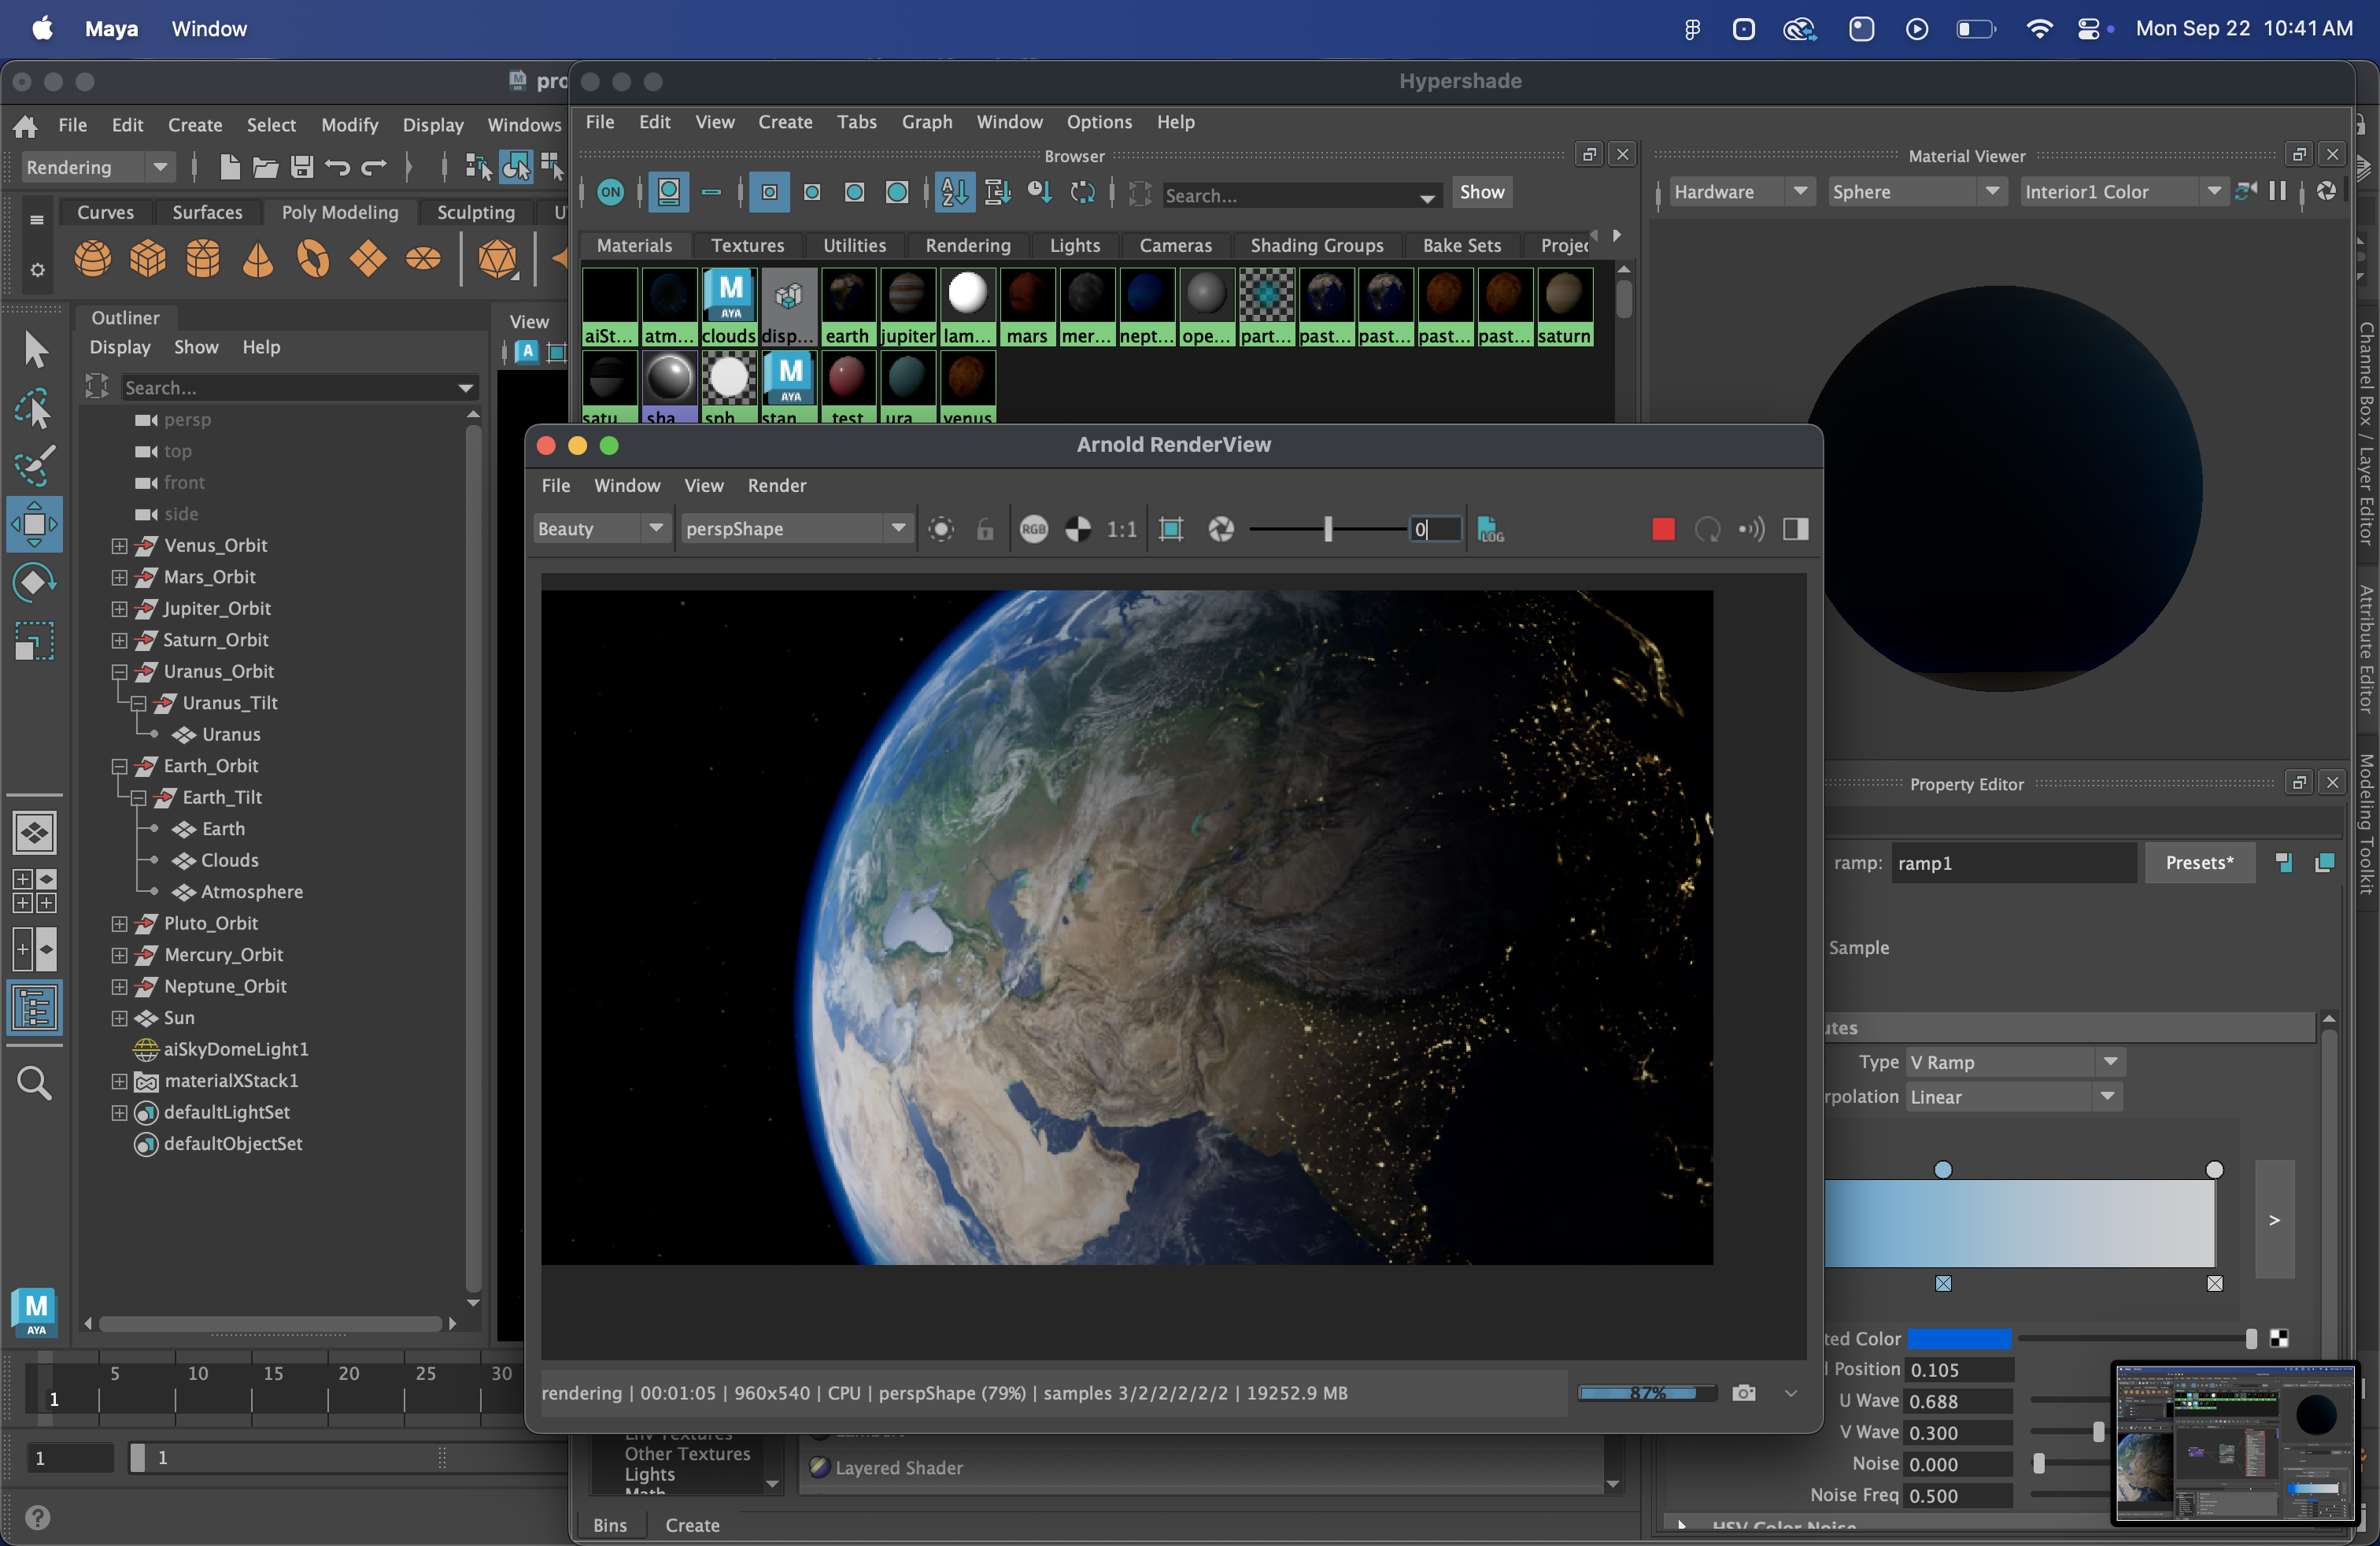 Maya Window
Mon Sep 22 10:41 AM
pro
Hypershade
File Edit Create Select Modify Display Windows
File Edit View Create Tabs Graph Window Options Help
Rendering
Browser
Material Viewer
ON
Search...
Show
Hardware
Sphere
Interior1 Color
Curves Surfaces Poly Modeling Sculpting
Materials Textures Utilities Rendering Lights Cameras Shading Groups Bake Sets Projec
M
AYA
aiSt... atm... clouds disp... earth jupiter lam... mars mer... nept... ope... part... past... past... past... past... saturn
M
AYA
satu sha sph stan test ura venus
Outliner
Display Show Help
Search...
View
persp
top
front
side
Venus_Orbit
Mars_Orbit
Jupiter_Orbit
Saturn_Orbit
Uranus_Orbit
Uranus_Tilt
Uranus
Earth_Orbit
Earth_Tilt
Earth
Clouds
Atmosphere
Pluto_Orbit
Mercury_Orbit
Neptune_Orbit
Sun
aiSkyDomeLight1
materialXStack1
defaultLightSet
defaultObjectSet
M
AYA
5 10 15 20 25 30
1
1
1
Arnold RenderView
File Window View Render
Beauty
perspShape
RGB
1:1
0
LOG
rendering | 00:01:05 | 960x540 | CPU | perspShape (79%) | samples 3/2/2/2/2/2 | 19252.9 MB
87%
Other Textures
Lights
Math
Layered Shader
Bins
Create
Channel Box / Layer Editor
Attribute Editor
Modeling Toolkit
Property Editor
ramp: ramp1
Presets*
Sample
utes
Type V Ramp
rpolation Linear
>
ted Color
l Position 0.105
U Wave 0.688
V Wave 0.300
Noise 0.000
Noise Freq 0.500
HSV Color Noise